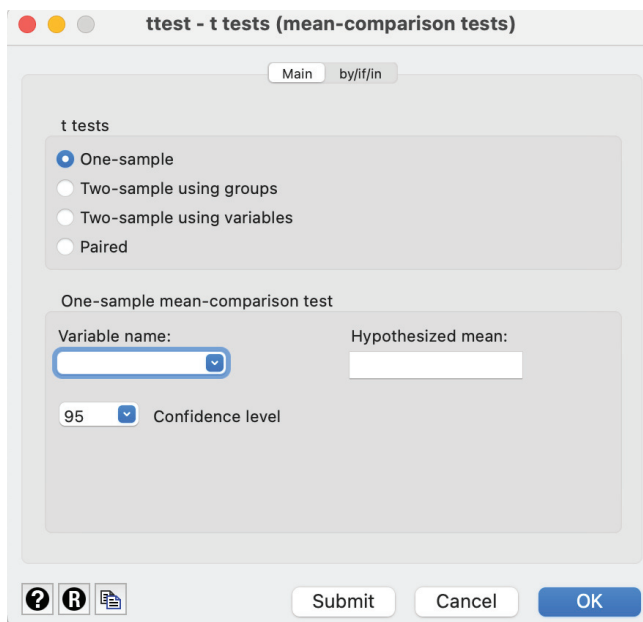 ttest - t tests (mean-comparison tests)
Main by/if/in
t tests
One-sample
Two-sample using groups
Two-sample using variables
Paired
One-sample mean-comparison test
Variable name: Hypothesized mean:
95 Confidence level
? R Submit Cancel OK